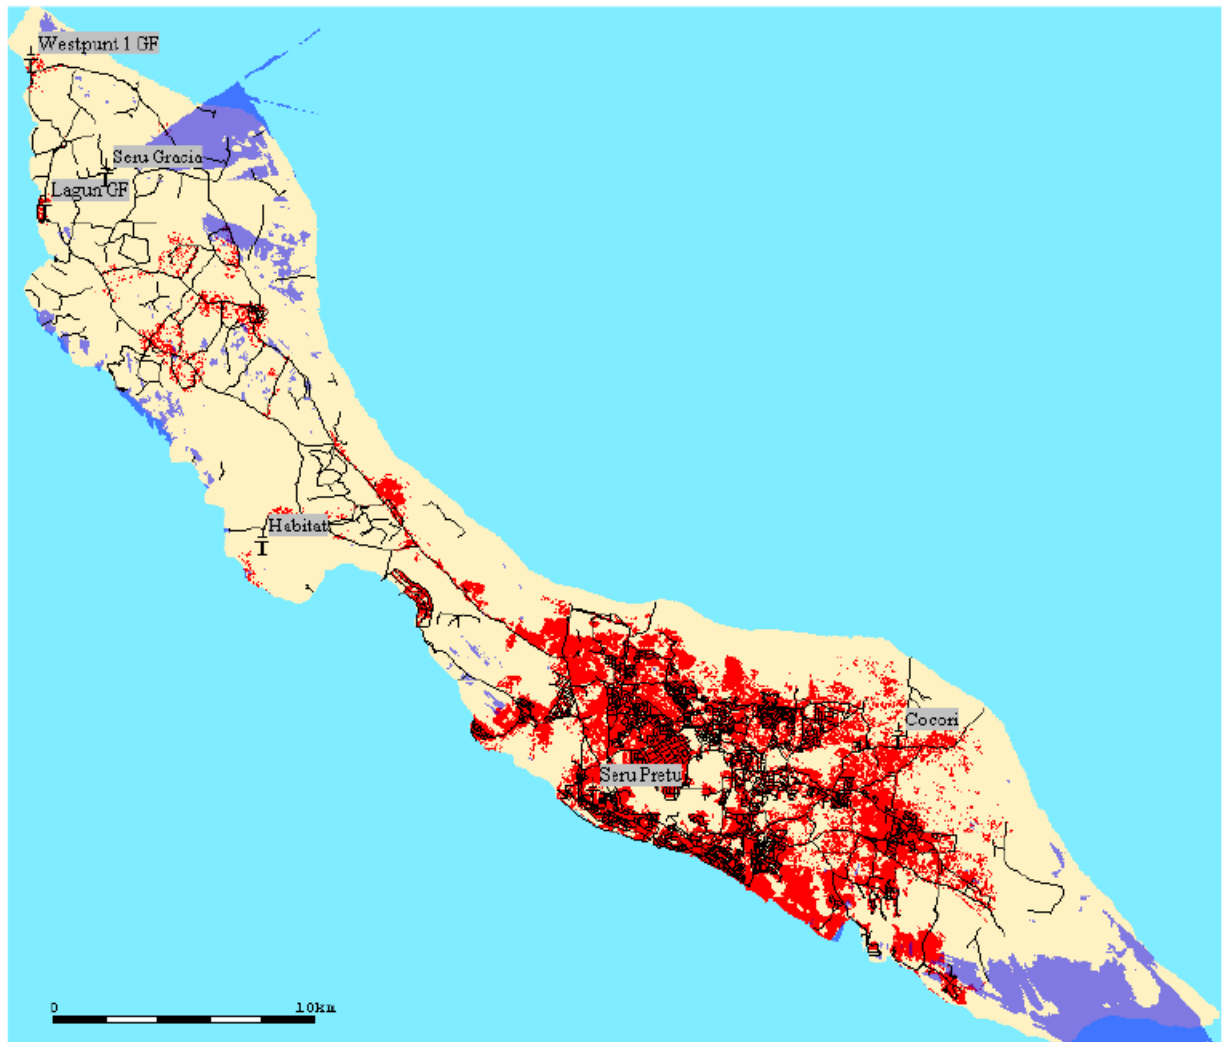 Westpunt 1 GF
Seru Gracia
Lagun GF
Habitat
Cocori
Seru Pretu
0 10km